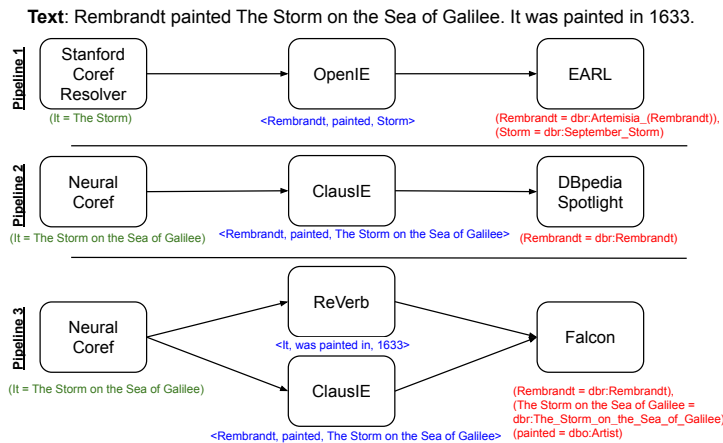 Text: Rembrandt painted The Storm on the Sea of Galilee. It was painted in 1633.
Pipeline 1
Stanford
Coref
Resolver
OpenIE
EARL
(It = The Storm)
<Rembrandt, painted, Storm>
(Rembrandt = dbr:Artemisia_(Rembrandt)),
(Storm = dbr:September_Storm)
Pipeline 2
Neural
Coref
ClausIE
DBpedia
Spotlight
(It = The Storm on the Sea of Galilee)
<Rembrandt, painted, The Storm on the Sea of Galilee>
(Rembrandt = dbr:Rembrandt)
Pipeline 3
Neural
Coref
ReVerb
<It, was painted in, 1633>
ClausIE
Falcon
(It = The Storm on the Sea of Galilee)
<Rembrandt, painted, The Storm on the Sea of Galilee>
(Rembrandt = dbr:Rembrandt),
(The Storm on the Sea of Galilee =
dbr:The_Storm_on_the_Sea_of_Galilee)
(painted = dbo:Artist)